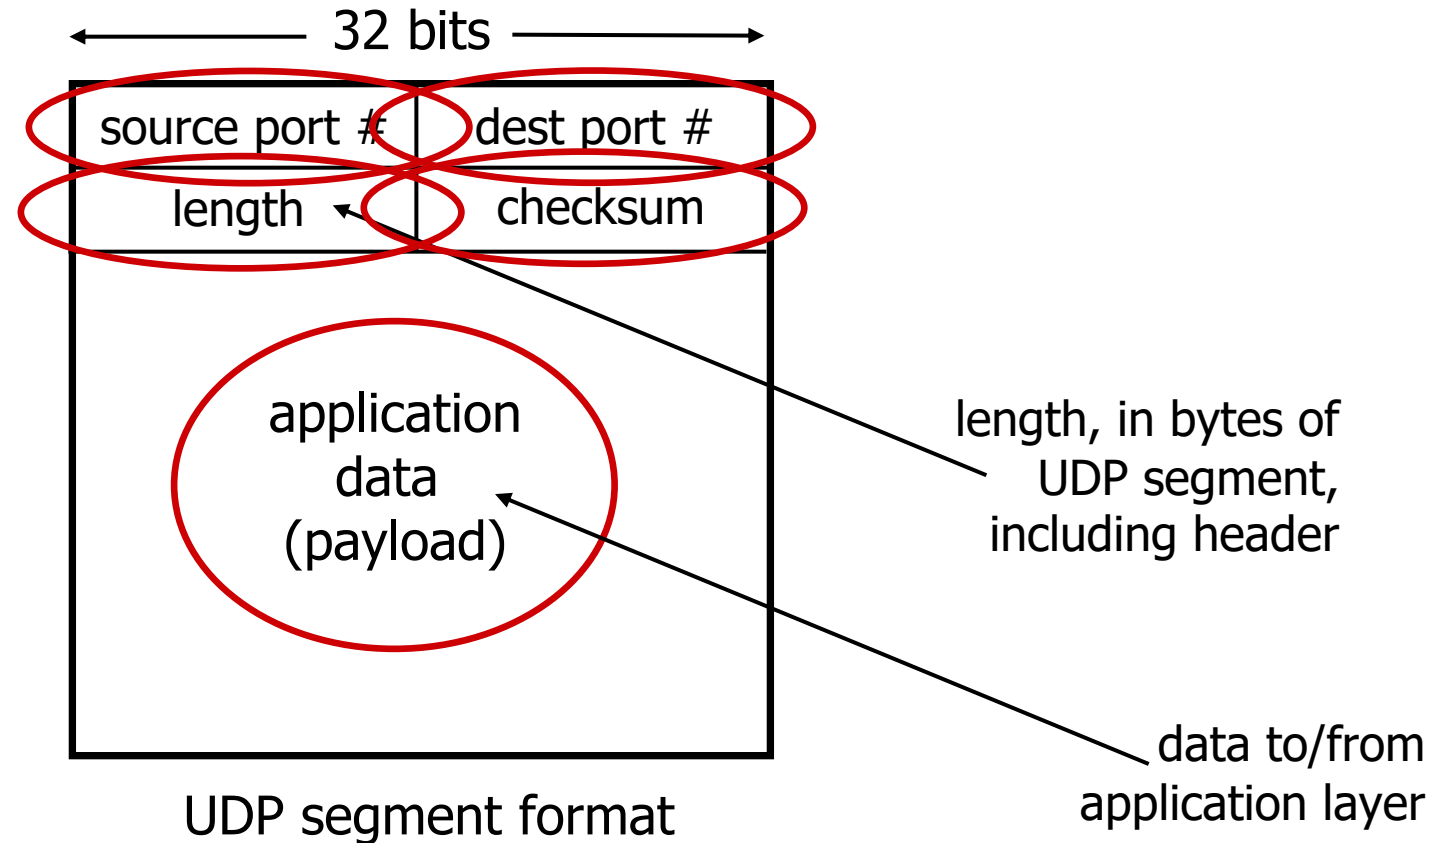 32 bits
source port #
dest port #
length
checksum
application
data
(payload)
length, in bytes of
UDP segment,
including header
data to/from
application layer
UDP segment format